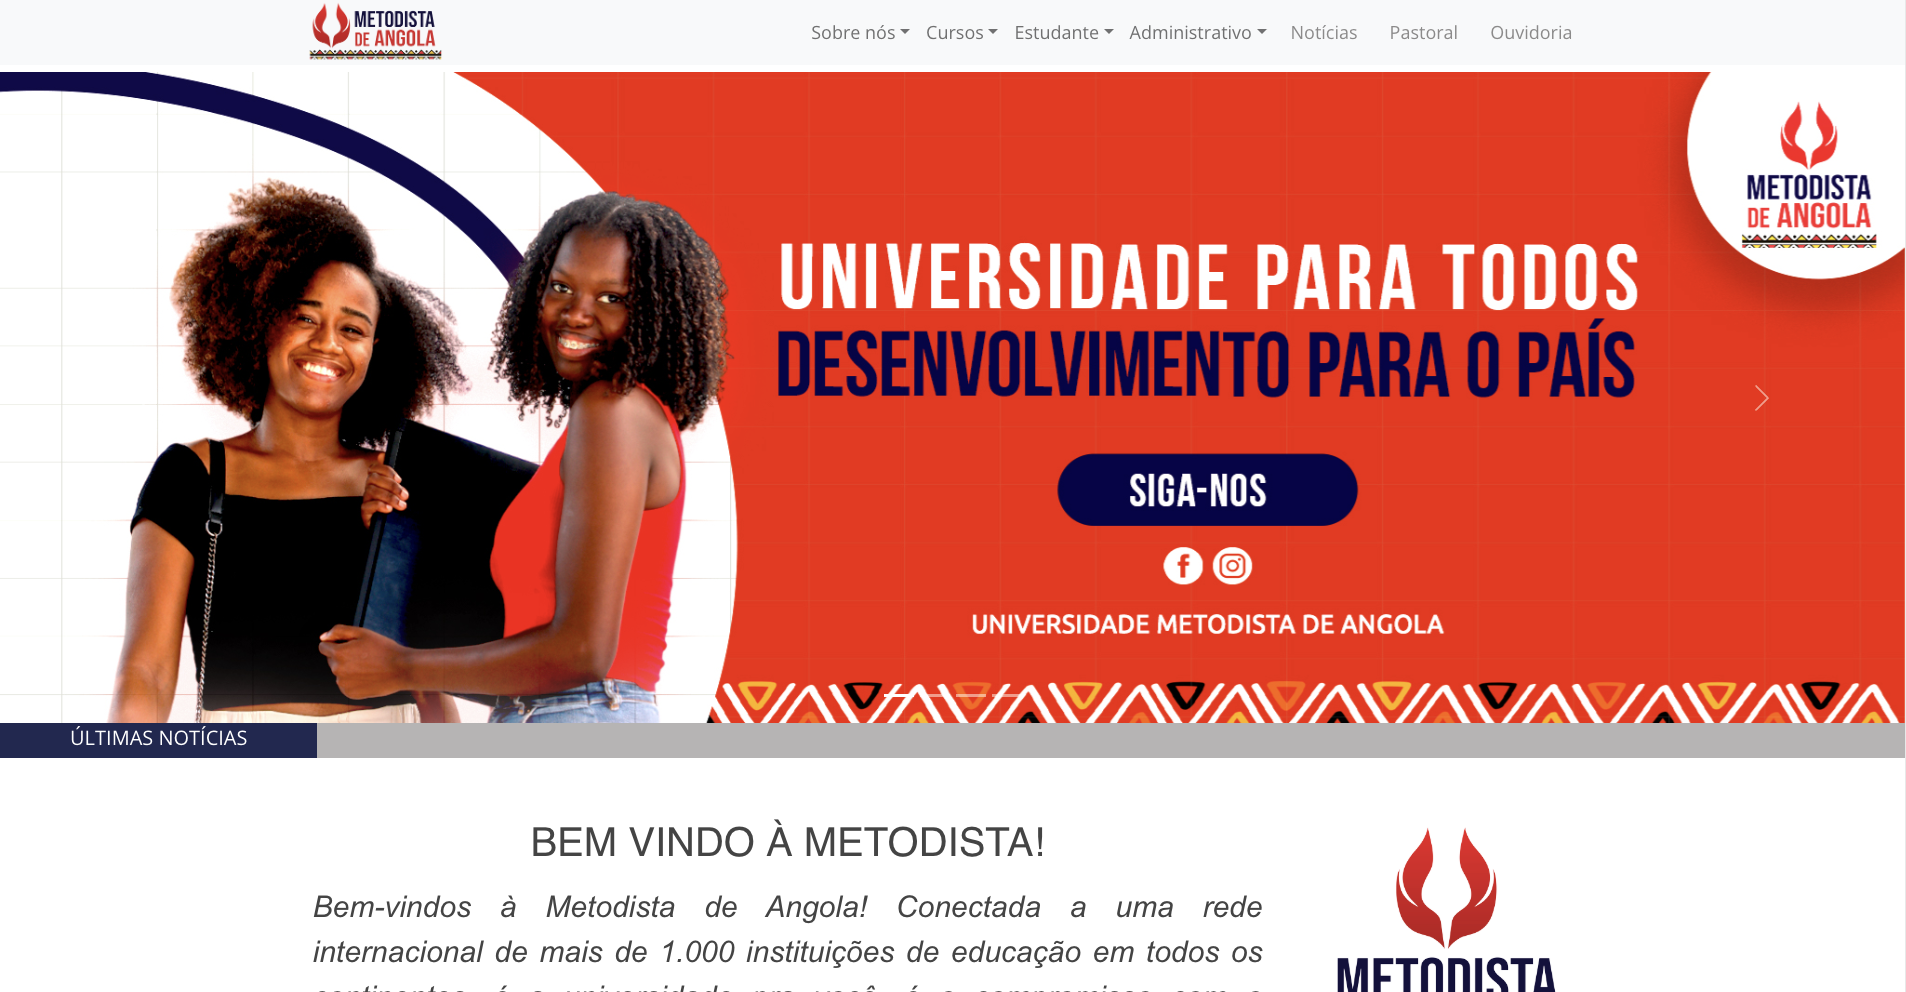 METODISTA
DE ANGOLA
Sobre nós
Cursos
Estudante
Administrativo
Notícias
Pastoral
Ouvidoria
METODISTA
DE ANGOLA
UNIVERSIDADE PARA TODOS
DESENVOLVIMENTO PARA O PAÍS
SIGA-NOS
UNIVERSIDADE METODISTA DE ANGOLA
ÚLTIMAS NOTÍCIAS
BEM VINDO À METODISTA!
Bem-vindos à Metodista de Angola! Conectada a uma rede
internacional de mais de 1.000 instituições de educação em todos os
METODISTA